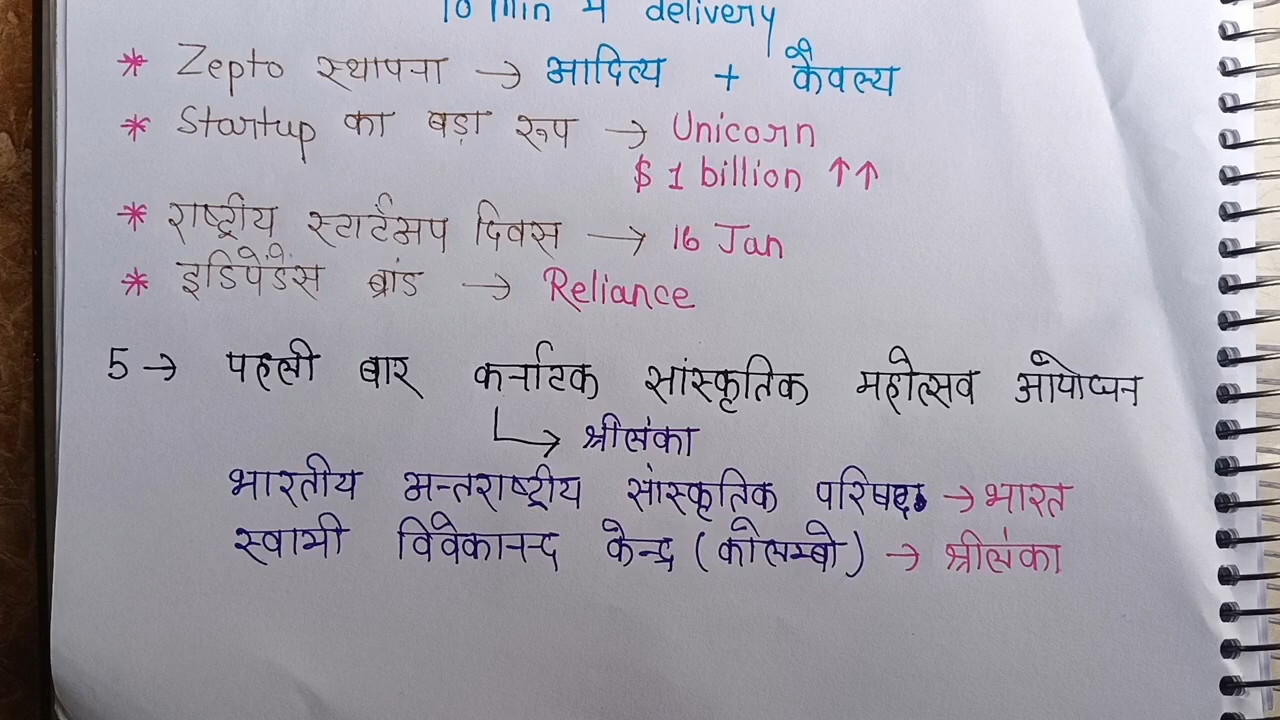 10 min में delivery
* Zepto स्थापना → आदित्य + कैवल्य
* Startup का बड़ा रूप → Unicorn
$ 1 billion ↑↑
* राष्ट्रीय स्टार्टअप दिवस → 16 Jan
* इंडिपेंडेंस ब्रांड → Reliance
5 → पहली बार कर्नाटक सांस्कृतिक महोत्सव आयोजन
→ श्रीलंका
भारतीय अन्तराष्ट्रीय सांस्कृतिक परिषद → भारत
स्वामी विवेकानन्द केन्द्र (कोलम्बो) → श्रीलंका